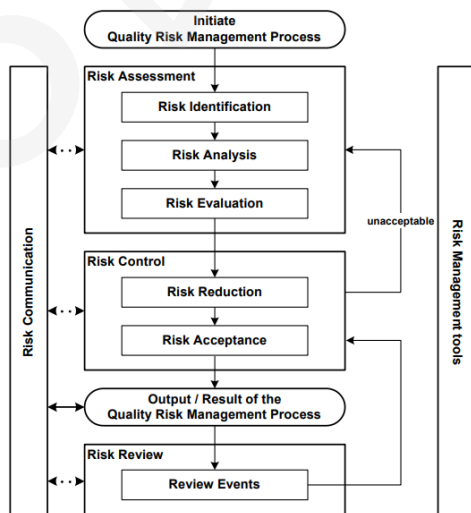 Initiate
Quality Risk Management Process
Risk Assessment
Risk Identification
Risk Analysis
Risk Evaluation
unacceptable
Risk Control
Risk Reduction
Risk Acceptance
Output / Result of the
Quality Risk Management Process
Risk Review
Review Events
Risk Communication
Risk Management tools